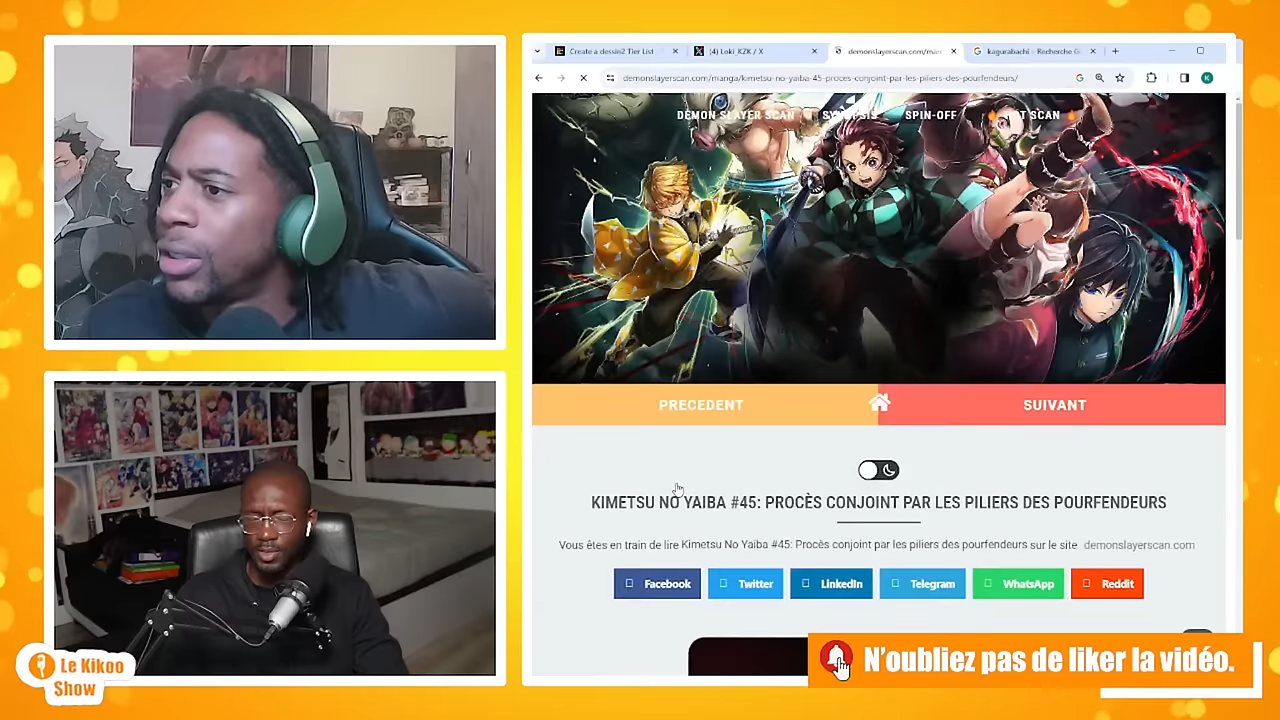 Create a dessin2 Tier List
(4) Loki_KZK / X
demonslayerscan.com/man
kagurabachi - Recherche G
demonslayerscan.com/manga/kimetsu-no-yaiba-45-proces-conjoint-par-les-piliers-des-pourfendeurs/
K
DEMON SLAYER SCAN
SYNOPSIS
SPIN-OFF
SCAN
PRECEDENT
SUIVANT
KIMETSU NO YAIBA #45: PROCÈS CONJOINT PAR LES PILIERS DES POURFENDEURS
Vous êtes en train de lire Kimetsu No Yaiba #45: Procès conjoint par les piliers des pourfendeurs sur le site demonslayerscan.com
Facebook
Twitter
LinkedIn
Telegram
WhatsApp
Reddit
Le Kikoo
Show
N'oubliez pas de liker la vidéo.